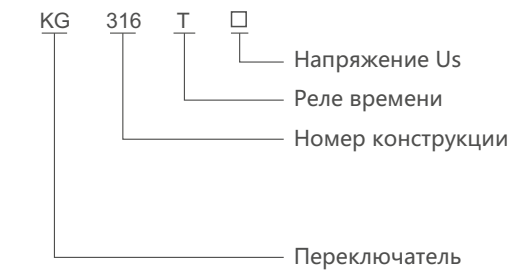 KG 316 T □
Напряжение Us
Реле времени
Номер конструкции
Переключатель